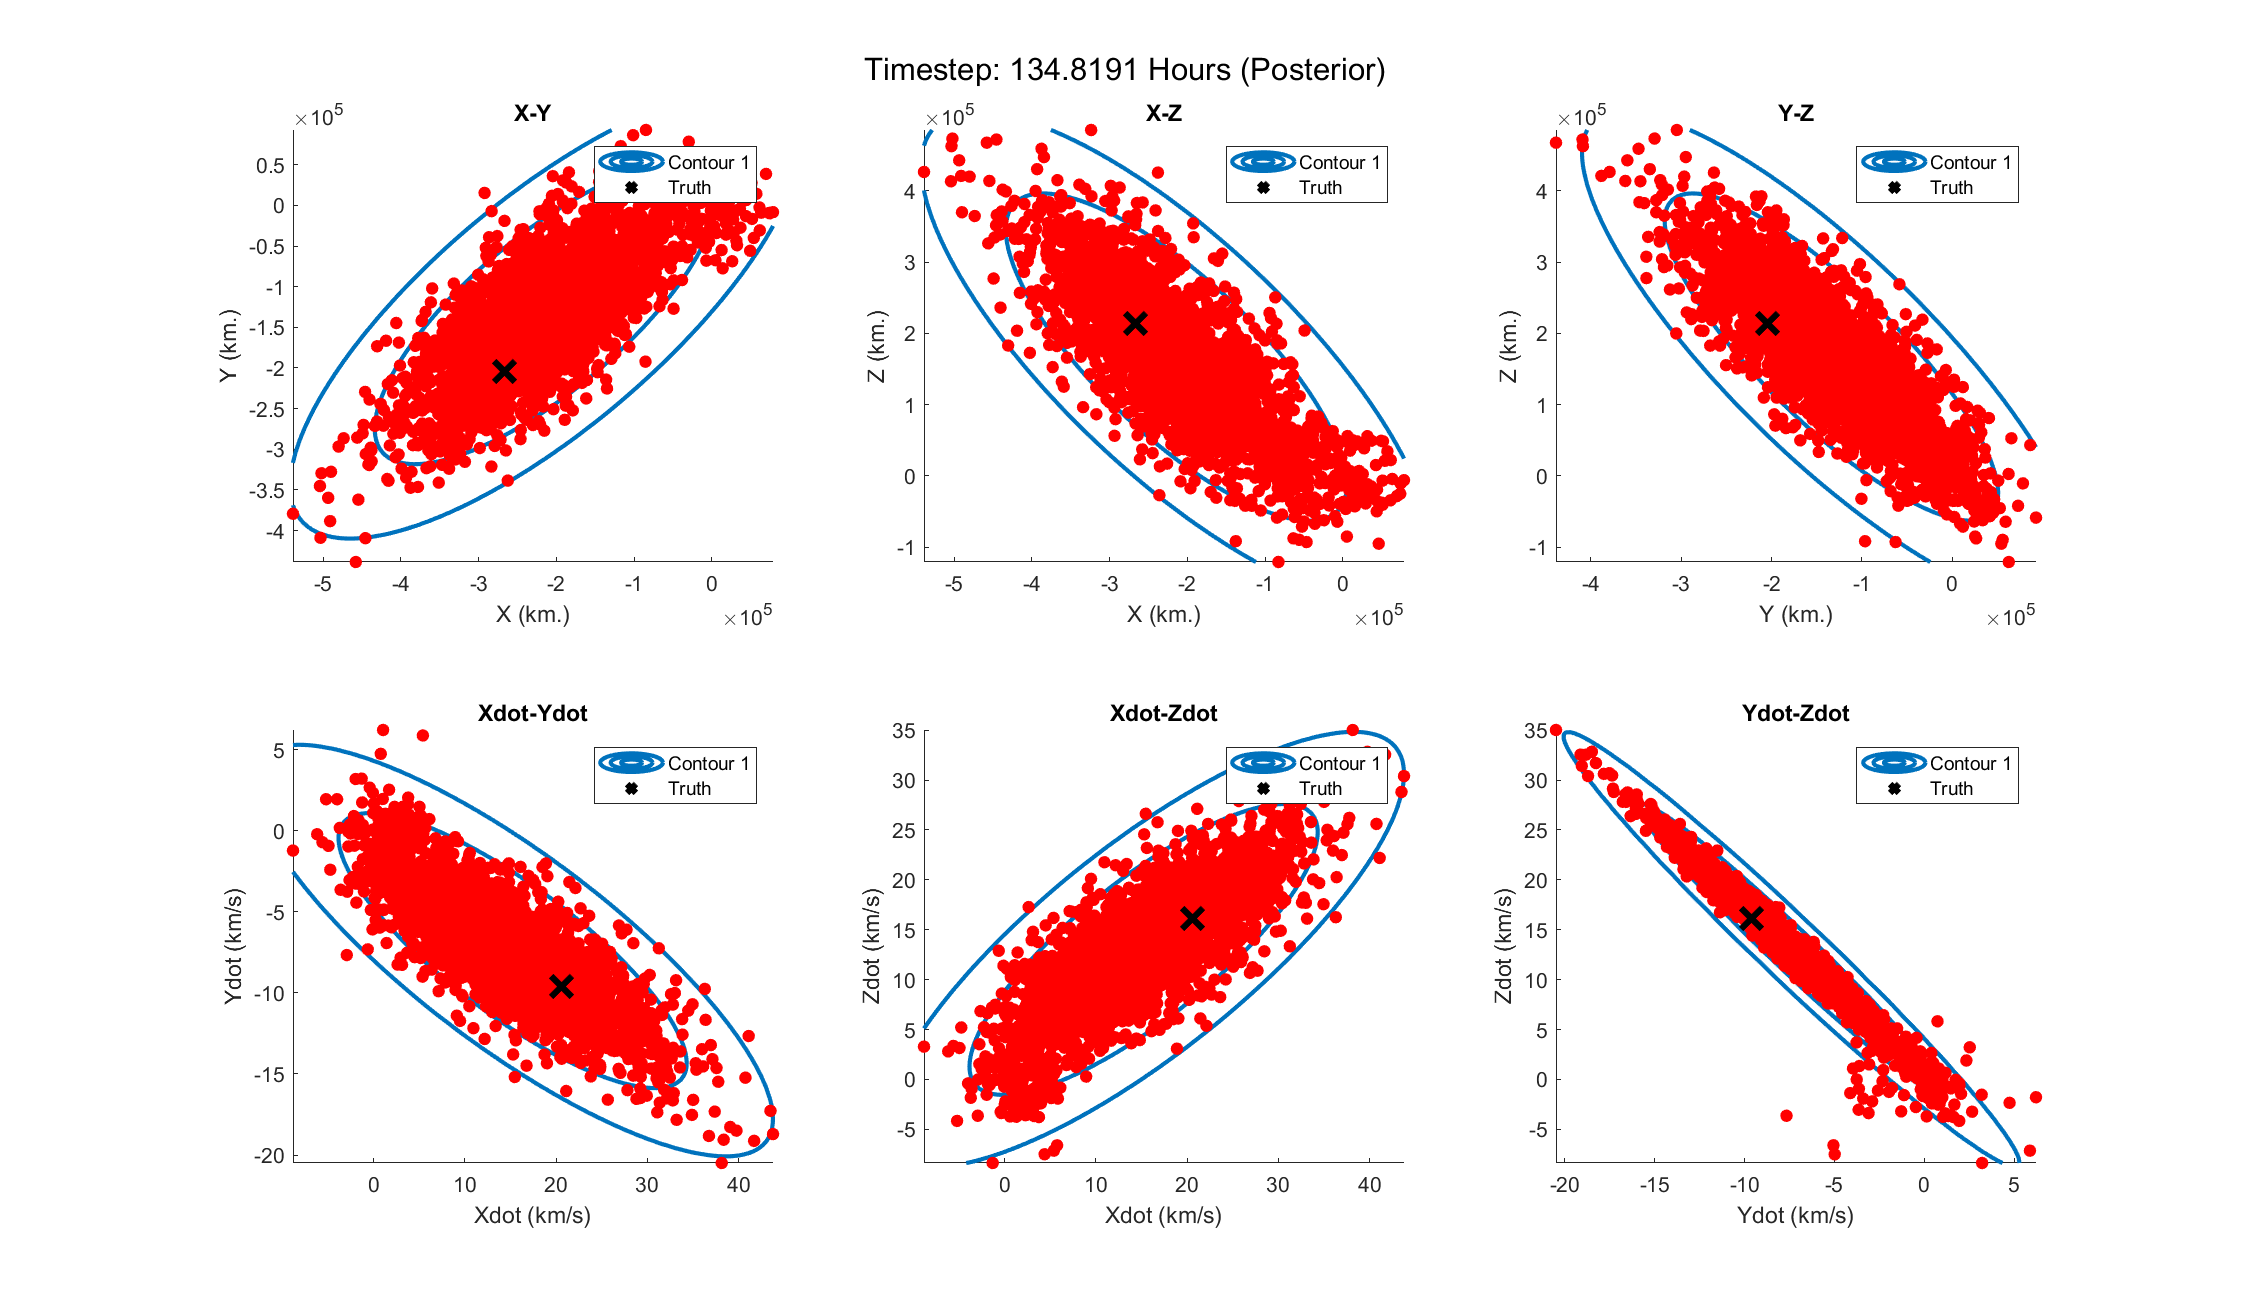 Timestep: 134.8191 Hours (Posterior)
X-Y
×10^5
Contour 1
Truth
0.5
0
-0.5
-1
-1.5
-2
-2.5
-3
-3.5
-4
Y (km.)
-5 -4 -3 -2 -1 0
X (km.)
×10^5
X-Z
×10^5
Contour 1
Truth
4
3
2
1
0
-1
Z (km.)
-5 -4 -3 -2 -1 0
X (km.)
×10^5
Y-Z
×10^5
Contour 1
Truth
4
3
2
1
0
-1
Z (km.)
-4 -3 -2 -1 0
Y (km.)
×10^5
Xdot-Ydot
Contour 1
Truth
5
0
-5
-10
-15
-20
Ydot (km/s)
0 10 20 30 40
Xdot (km/s)
Xdot-Zdot
Contour 1
Truth
35
30
25
20
15
10
5
0
-5
Zdot (km/s)
0 10 20 30 40
Xdot (km/s)
Ydot-Zdot
Contour 1
Truth
35
30
25
20
15
10
5
0
-5
Zdot (km/s)
-20 -15 -10 -5 0 5
Ydot (km/s)